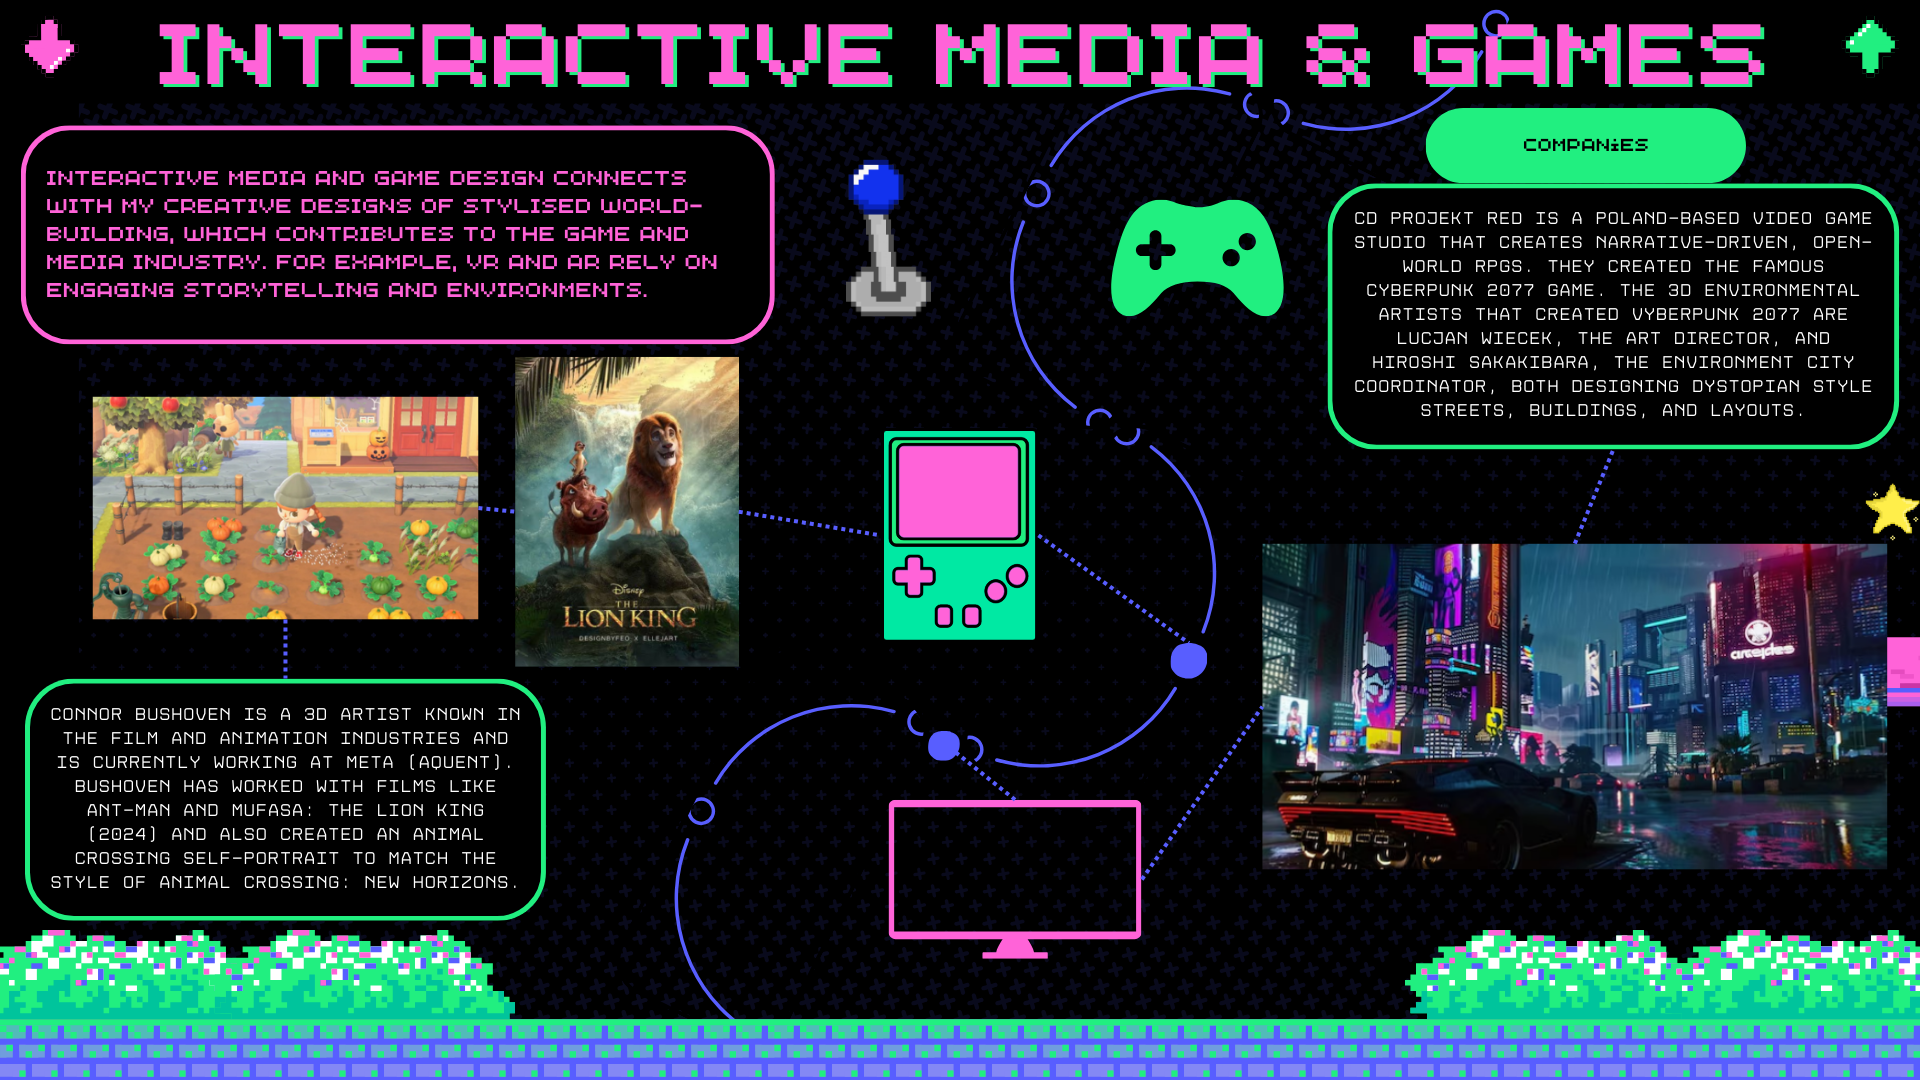 INTERACTIVE MEDIA & GAMES
INTERACTIVE MEDIA AND GAME DESIGN CONNECTS
WITH MY CREATIVE DESIGNS OF STYLISED WORLD-
BUILDING, WHICH CONTRIBUTES TO THE GAME AND
MEDIA INDUSTRY. FOR EXAMPLE, VR AND AR RELY ON
ENGAGING STORYTELLING AND ENVIRONMENTS.
COMPANiES
CD PROJEKT RED IS A POLAND-BASED VIDEO GAME
STUDIO THAT CREATES NARRATIVE-DRIVEN, OPEN-
WORLD RPGS. THEY CREATED THE FAMOUS
CYBERPUNK 2077 GAME. THE 3D ENVIRONMENTAL
ARTISTS THAT CREATED VYBERPUNK 2077 ARE
LUCJAN WIECEK, THE ART DIRECTOR, AND
HIROSHI SAKAKIBARA, THE ENVIRONMENT CITY
COORDINATOR, BOTH DESIGNING DYSTOPIAN STYLE
STREETS, BUILDINGS, AND LAYOUTS.
Disney
THE
LION KING
DESIGNBYFEO X ELLEJART
arasaka
CONNOR BUSHOVEN IS A 3D ARTIST KNOWN IN
THE FILM AND ANIMATION INDUSTRIES AND
IS CURRENTLY WORKING AT META (AQUENT).
BUSHOVEN HAS WORKED WITH FILMS LIKE
ANT-MAN AND MUFASA: THE LION KING
(2024) AND ALSO CREATED AN ANIMAL
CROSSING SELF-PORTRAIT TO MATCH THE
STYLE OF ANIMAL CROSSING: NEW HORIZONS.